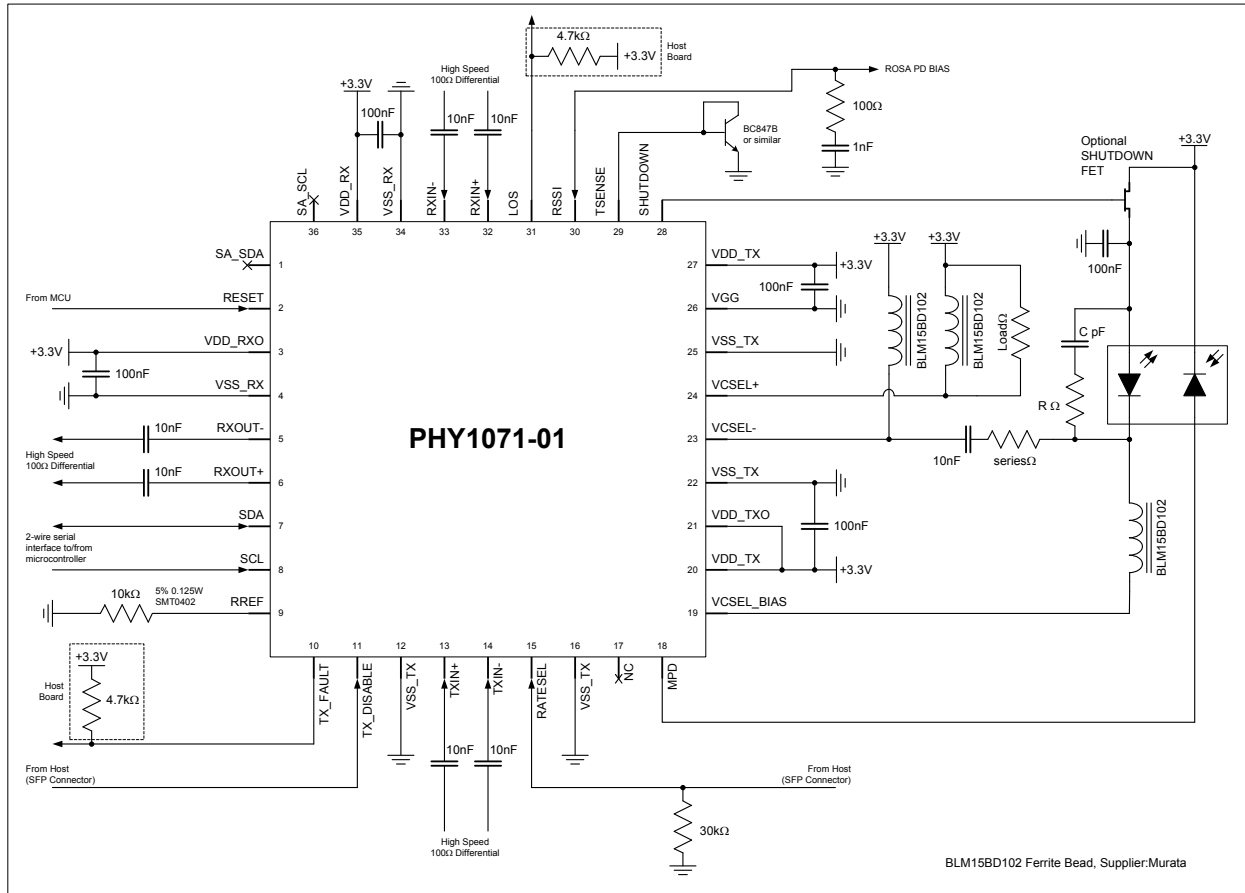 4.7kΩ
+3.3V
Host
Board
High Speed
100Ω Differential
+3.3V
100nF
10nF
10nF
ROSA PD BIAS
100Ω
1nF
BC847B
or similar
Optional
SHUTDOWN
FET
+3.3V
SA_SCL
VDD_RX
VSS_RX
RXIN-
RXIN+
LOS
RSSI
TSENSE
SHUTDOWN
36
35
34
33
32
31
30
29
28
SA_SDA
1
From MCU
RESET
2
+3.3V
VDD_RXO
3
100nF
VSS_RX
4
10nF
RXOUT-
5
High Speed
100Ω Differential
10nF
RXOUT+
6
SDA
7
2-wire serial
interface to/from
microcontroller
SCL
8
10kΩ
5% 0.125W
SMT0402
RREF
9
PHY1071-01
27
VDD_TX
+3.3V
100nF
26
VGG
25
VSS_TX
24
VCSEL+
23
VCSEL-
22
VSS_TX
21
VDD_TXO
100nF
20
VDD_TX
+3.3V
19
VCSEL_BIAS
+3.3V
+3.3V
BLM15BD102
BLM15BD102
LoadΩ
10nF
seriesΩ
100nF
C pF
R Ω
BLM15BD102
10
11
12
13
14
15
16
17
18
TX_FAULT
TX_DISABLE
VSS_TX
TXIN+
TXIN-
RATESEL
VSS_TX
NC
MPD
+3.3V
Host
Board
4.7kΩ
From Host
(SFP Connector)
10nF
10nF
High Speed
100Ω Differential
From Host
(SFP Connector)
30kΩ
BLM15BD102 Ferrite Bead, Supplier:Murata